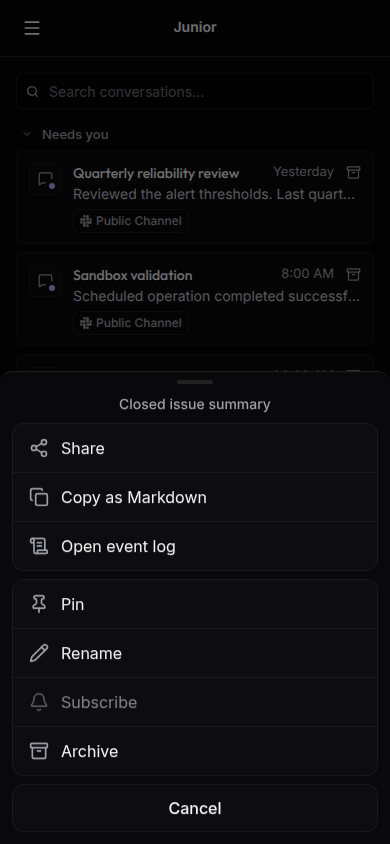 Junior
Search conversations...
Needs you
Quarterly reliability review
Yesterday
Reviewed the alert thresholds. Last quart...
Public Channel
Sandbox validation
8:00 AM
Scheduled operation completed successf...
Public Channel
Closed issue summary
Share
Copy as Markdown
Open event log
Pin
Rename
Subscribe
Archive
Cancel